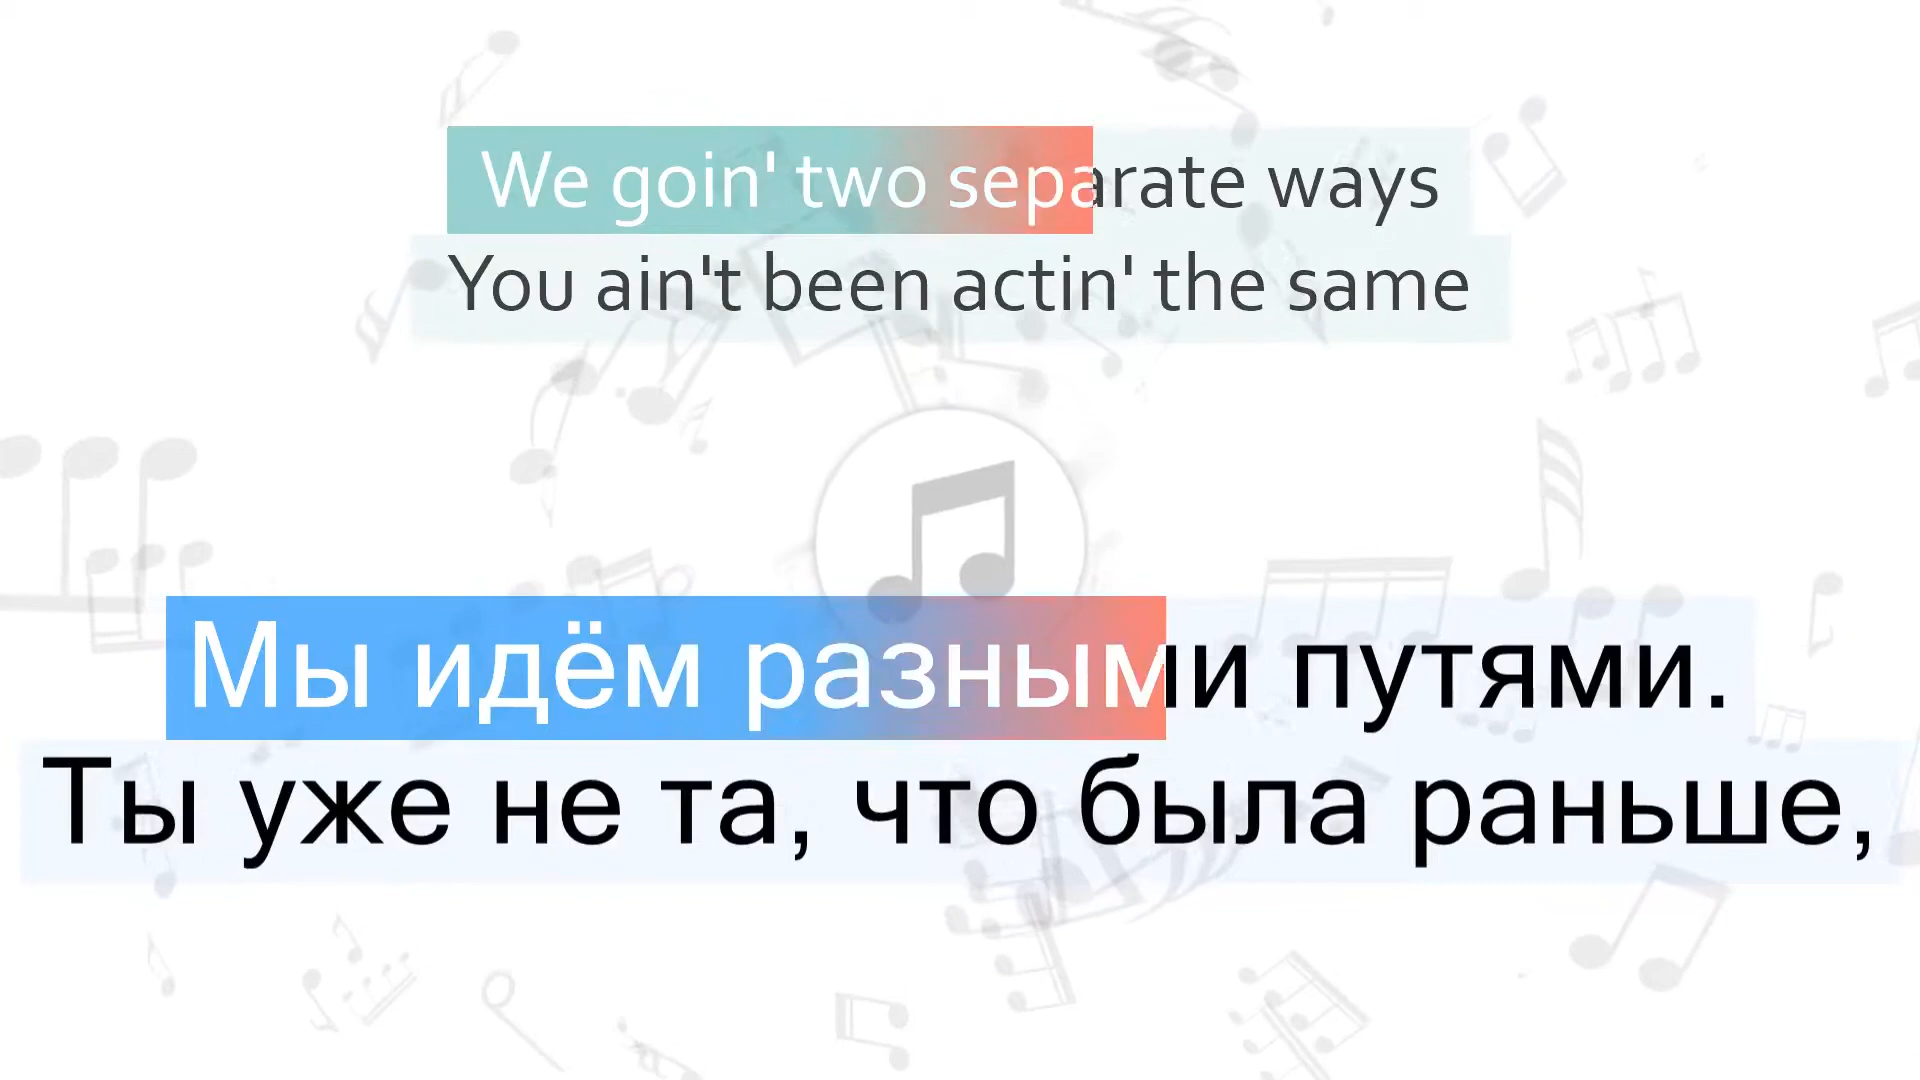 We goin' two separate ways
You ain't been actin' the same
Мы идём разными путями.
Ты уже не та, что была раньше,